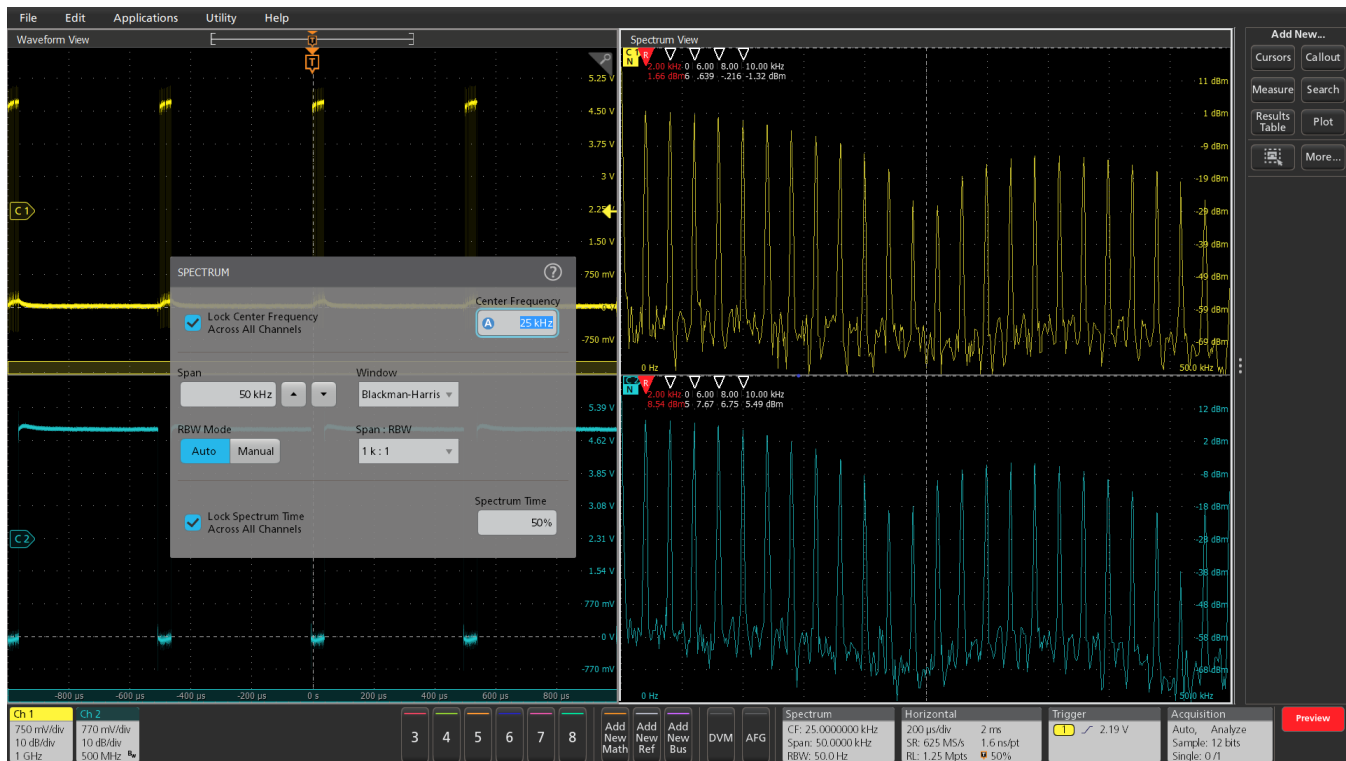 File Edit Applications Utility Help
Waveform View
T
T
5.25 V
4.50 V
3.75 V
3 V
2.25 V
1.50 V
750 mV
0 V
-750 mV
C 1
5.39 V
4.62 V
3.85 V
3.08 V
2.31 V
1.54 V
770 mV
0 V
-770 mV
C 2
-800 µs -600 µs -400 µs -200 µs 0 s 200 µs 400 µs 600 µs 800 µs
SPECTRUM ?
Lock Center Frequency
Across All Channels
Center Frequency
A 25 kHz
Span
50 kHz
Window
Blackman-Harris
RBW Mode
Auto Manual
Span : RBW
1 k : 1
Lock Spectrum Time
Across All Channels
Spectrum Time
50%
Spectrum View
C 1
N
R
2.00 kHz 0 6.00 8.00 10.00 kHz
1.66 dBm 6 .639 -.216 -1.32 dBm
11 dBm
1 dBm
-9 dBm
-19 dBm
-29 dBm
-39 dBm
-49 dBm
-59 dBm
-69 dBm
0 Hz 50.0 kHz
C 2
N
R
2.00 kHz 0 6.00 8.00 10.00 kHz
8.54 dBm 5 7.67 6.75 5.49 dBm
12 dBm
2 dBm
-8 dBm
-18 dBm
-28 dBm
-38 dBm
-48 dBm
-58 dBm
-68 dBm
0 Hz 50.0 kHz
Add New...
Cursors Callout
Measure Search
Results
Table
Plot
More...
Ch 1
750 mV/div
10 dB/div
1 GHz
Ch 2
770 mV/div
10 dB/div
500 MHz Bw
3 4 5 6 7 8
Add
New
Math
Add
New
Ref
Add
New
Bus
DVM AFG
Spectrum
CF: 25.0000000 kHz
Span: 50.0000 kHz
RBW: 50.0 Hz
Horizontal
200 µs/div 2 ms
SR: 625 MS/s 1.6 ns/pt
RL: 1.25 Mpts 50%
Trigger
1 2.19 V
Acquisition
Auto, Analyze
Sample: 12 bits
Single: 0 /1
Preview